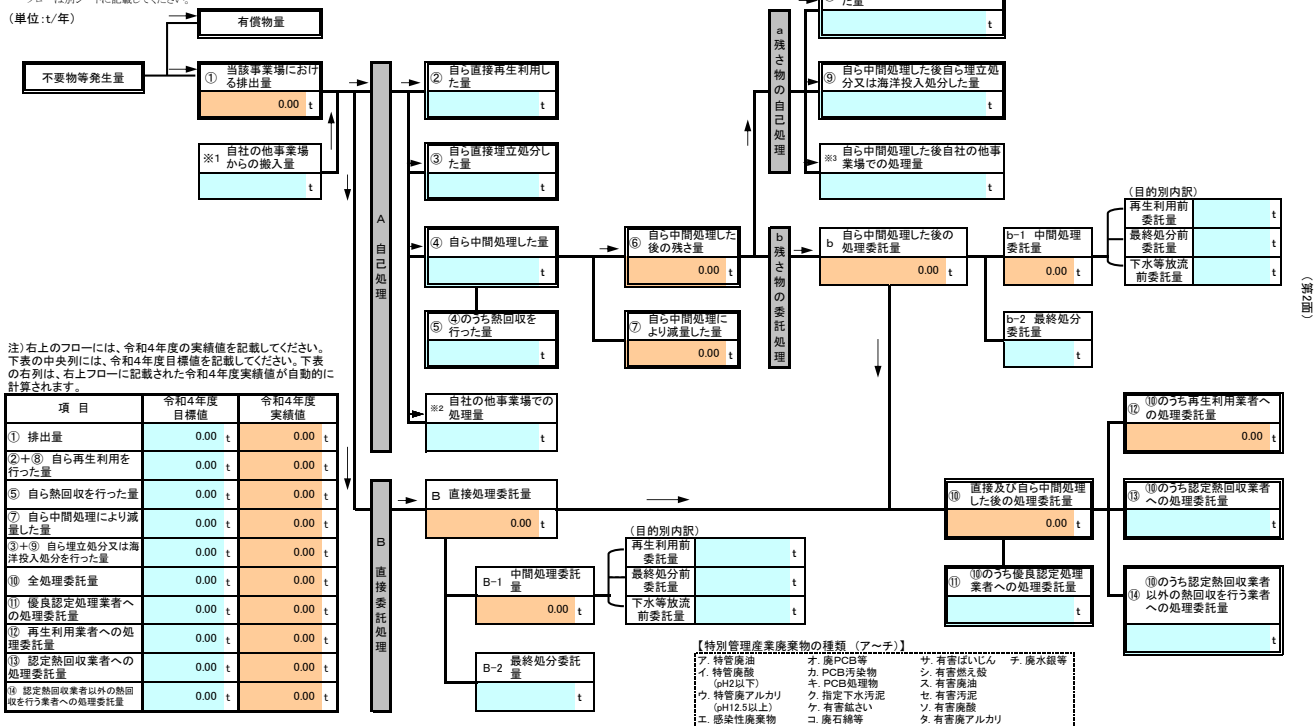 (単位:t/年)
有償物量
不要物等発生量
① 当該事業場における排出量
0.00 t
※1 自社の他事業場からの搬入量
t
A 自己処理
② 自ら直接再生利用した量
t
③ 自ら直接埋立処分した量
t
④ 自ら中間処理した量
t
⑤ ④のうち熱回収を行った量
t
※2 自社の他事業場での処理量
t
⑥ 自ら中間処理した後の残さ量
0.00 t
⑦ 自ら中間処理により減量した量
0.00 t
a 残さ物の自己処理
た量
t
⑨ 自ら中間処理した後自ら埋立処分又は海洋投入処分した量
t
※3 自ら中間処理した後自社の他事業場での処理量
t
b 残さ物の委託処理
b 自ら中間処理した後の処理委託量
0.00 t
b-1 中間処理委託量
0.00 t
b-2 最終処分委託量
t
(目的別内訳)
再生利用前委託量 t
最終処分前委託量 t
下水等放流前委託量 t
(第2面)
注)右上のフローには、令和4年度の実績値を記載してください。
下表の中央列には、令和4年度目標値を記載してください。下表
の右列は、右上フローに記載された令和4年度実績値が自動的に
計算されます。
項 目 令和4年度目標値 令和4年度実績値
① 排出量 0.00 t 0.00 t
②+⑧ 自ら再生利用を行った量 0.00 t 0.00 t
⑤ 自ら熱回収を行った量 0.00 t 0.00 t
⑦ 自ら中間処理により減量した量 0.00 t 0.00 t
③+⑨ 自ら埋立処分又は海洋投入処分を行った量 0.00 t 0.00 t
⑩ 全処理委託量 0.00 t 0.00 t
⑪ 優良認定処理業者への処理委託量 0.00 t 0.00 t
⑫ 再生利用業者への処理委託量 0.00 t 0.00 t
⑬ 認定熱回収業者への処理委託量 0.00 t 0.00 t
⑭ 認定熱回収業者以外の熱回収を行う業者への処理委託量 0.00 t 0.00 t
B 直接委託処理
B 直接処理委託量
0.00 t
B-1 中間処理委託量
0.00 t
B-2 最終処分委託量
t
(目的別内訳)
再生利用前委託量 t
最終処分前委託量 t
下水等放流前委託量 t
⑩ 直接及び自ら中間処理した後の処理委託量
0.00 t
⑪ ⑩のうち優良認定処理業者への処理委託量
t
⑫ ⑩のうち再生利用業者への処理委託量
0.00 t
⑬ ⑩のうち認定熱回収業者への処理委託量
t
⑭ ⑩のうち認定熱回収業者以外の熱回収を行う業者への処理委託量
t
【特別管理産業廃棄物の種類 (ア～チ)】
ア. 特管廃油 オ. 廃PCB等 サ. 有害ばいじん チ. 廃水銀等
イ. 特管廃酸 カ. PCB汚染物 シ. 有害燃え殻
(pH2以下) キ. PCB処理物 ス. 有害廃油
ウ. 特管廃アルカリ ク. 指定下水汚泥 セ. 有害汚泥
(pH12.5以上) ケ. 有害鉱さい ソ. 有害廃酸
エ. 感染性廃棄物 コ. 廃石綿等 タ. 有害廃アルカリ